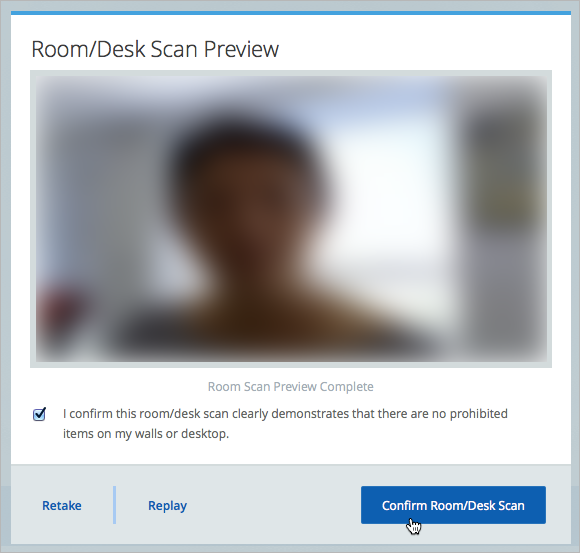 Room/Desk Scan Preview
Room Scan Preview Complete
I confirm this room/desk scan clearly demonstrates that there are no prohibited
items on my walls or desktop.
Retake
Replay
Confirm Room/Desk Scan